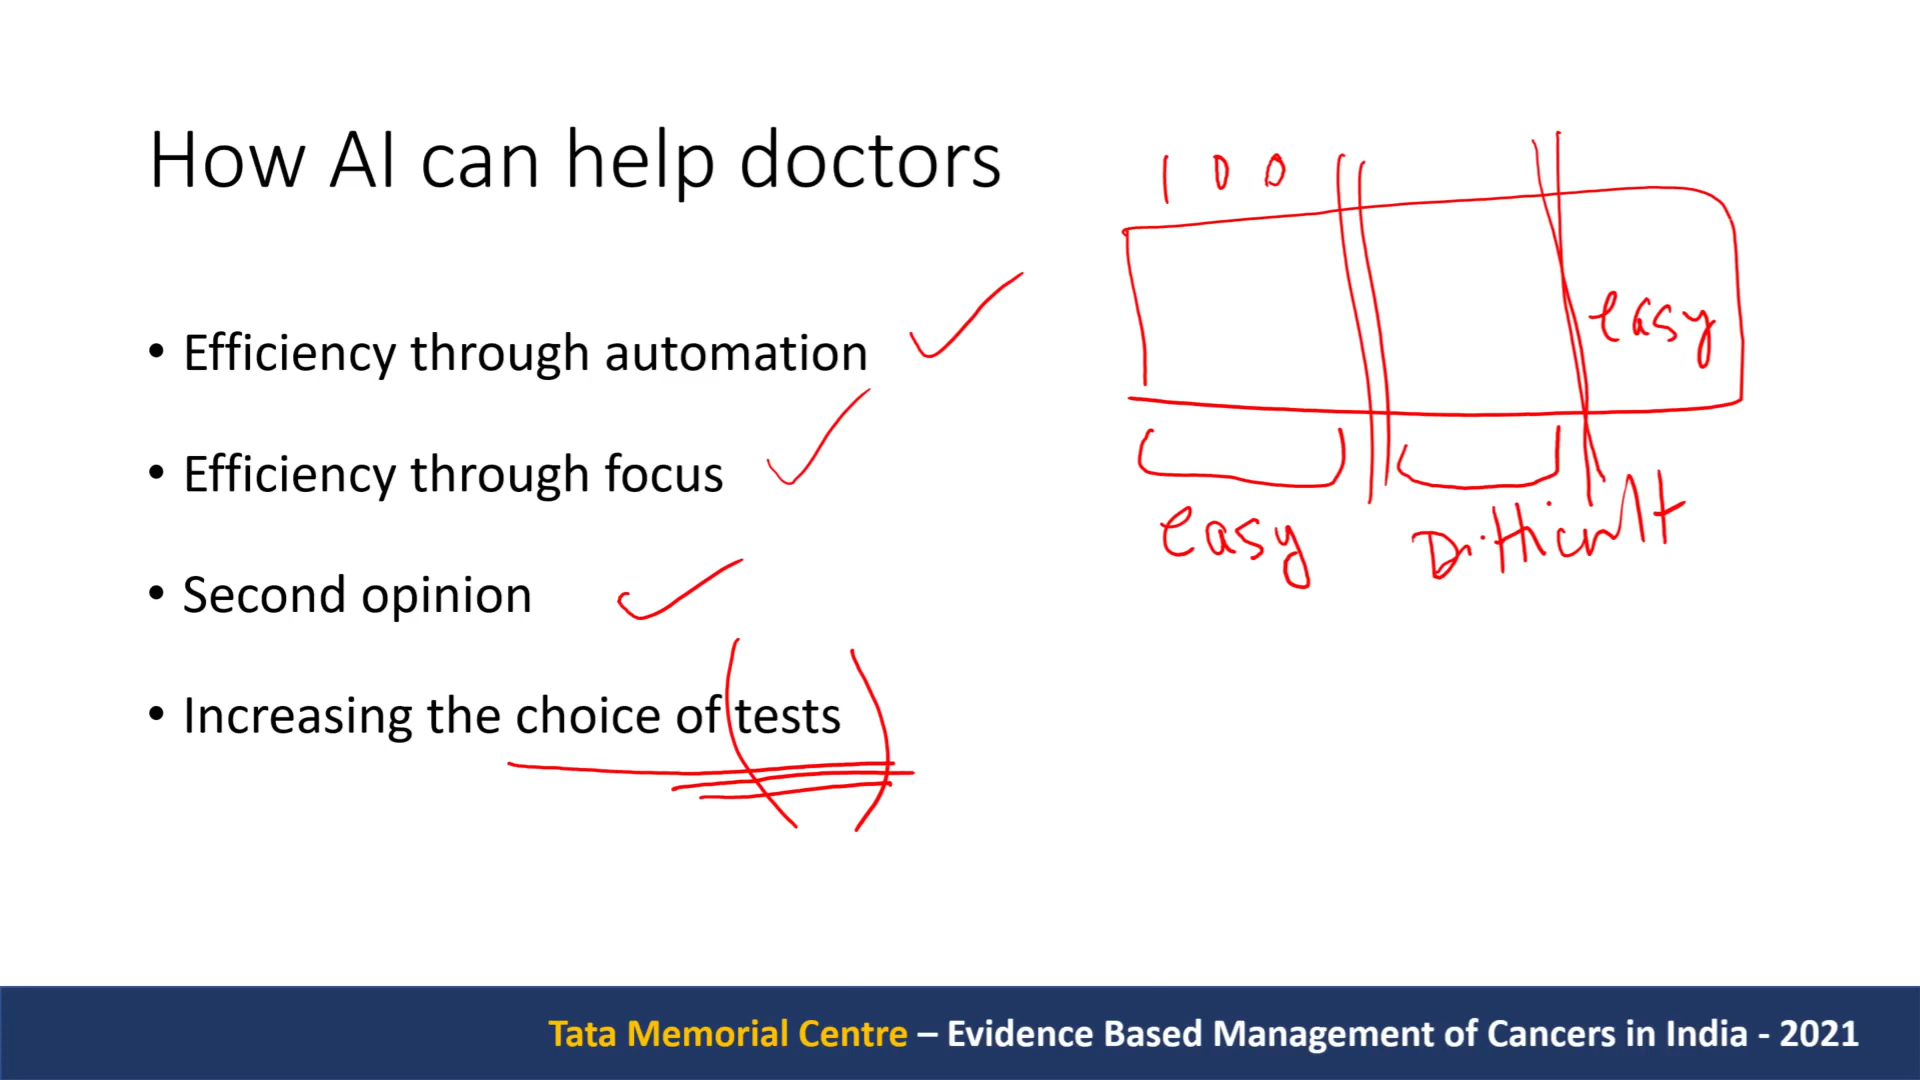 How AI can help doctors
• Efficiency through automation
• Efficiency through focus
• Second opinion
• Increasing the choice of tests
100
easy
easy
Difficult
Tata Memorial Centre – Evidence Based Management of Cancers in India - 2021